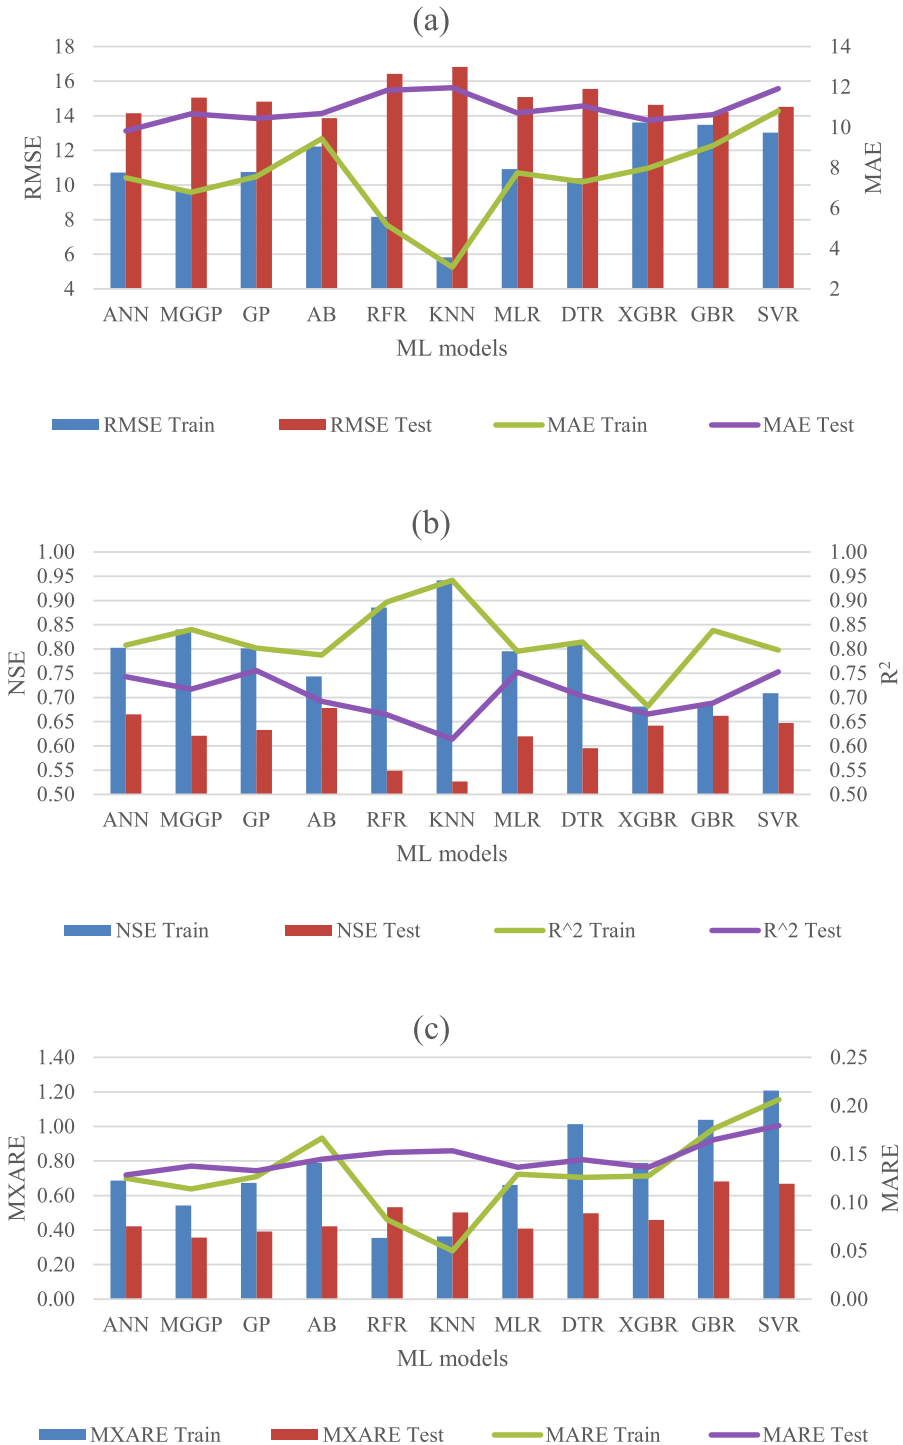 (a)
18 14
16 12
14
12 10
10 8
8 6
6 4
4 2
RMSE
MAE
ANN MGGP GP AB RFR KNN MLR DTR XGBR GBR SVR
ML models
RMSE Train RMSE Test MAE Train MAE Test
(b)
1.00 1.00
0.95 0.95
0.90 0.90
0.85 0.85
0.80 0.80
0.75 0.75
0.70 0.70
0.65 0.65
0.60 0.60
0.55 0.55
0.50 0.50
NSE
R²
ANN MGGP GP AB RFR KNN MLR DTR XGBR GBR SVR
ML models
NSE Train NSE Test R^2 Train R^2 Test
(c)
1.40 0.25
1.20 0.20
1.00
0.80 0.15
0.60 0.10
0.40 0.05
0.20
0.00 0.00
MXARE
MARE
ANN MGGP GP AB RFR KNN MLR DTR XGBR GBR SVR
ML models
MXARE Train MXARE Test MARE Train MARE Test